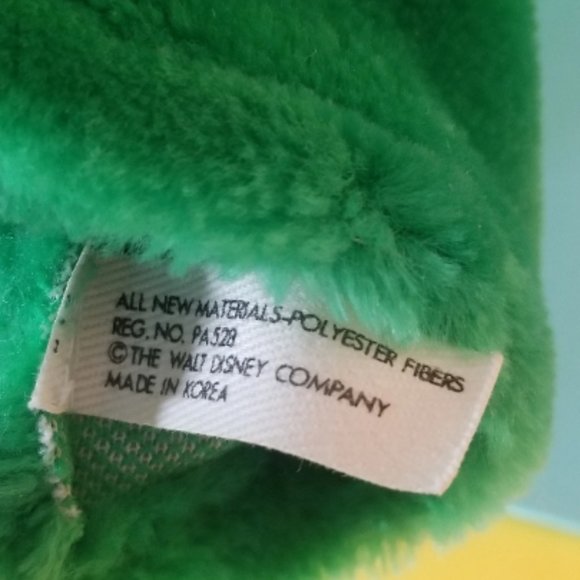 ALL NEW MATERIALS-POLYESTER FIBERS
REG. NO. PA528
©THE WALT DISNEY COMPANY
MADE IN KOREA